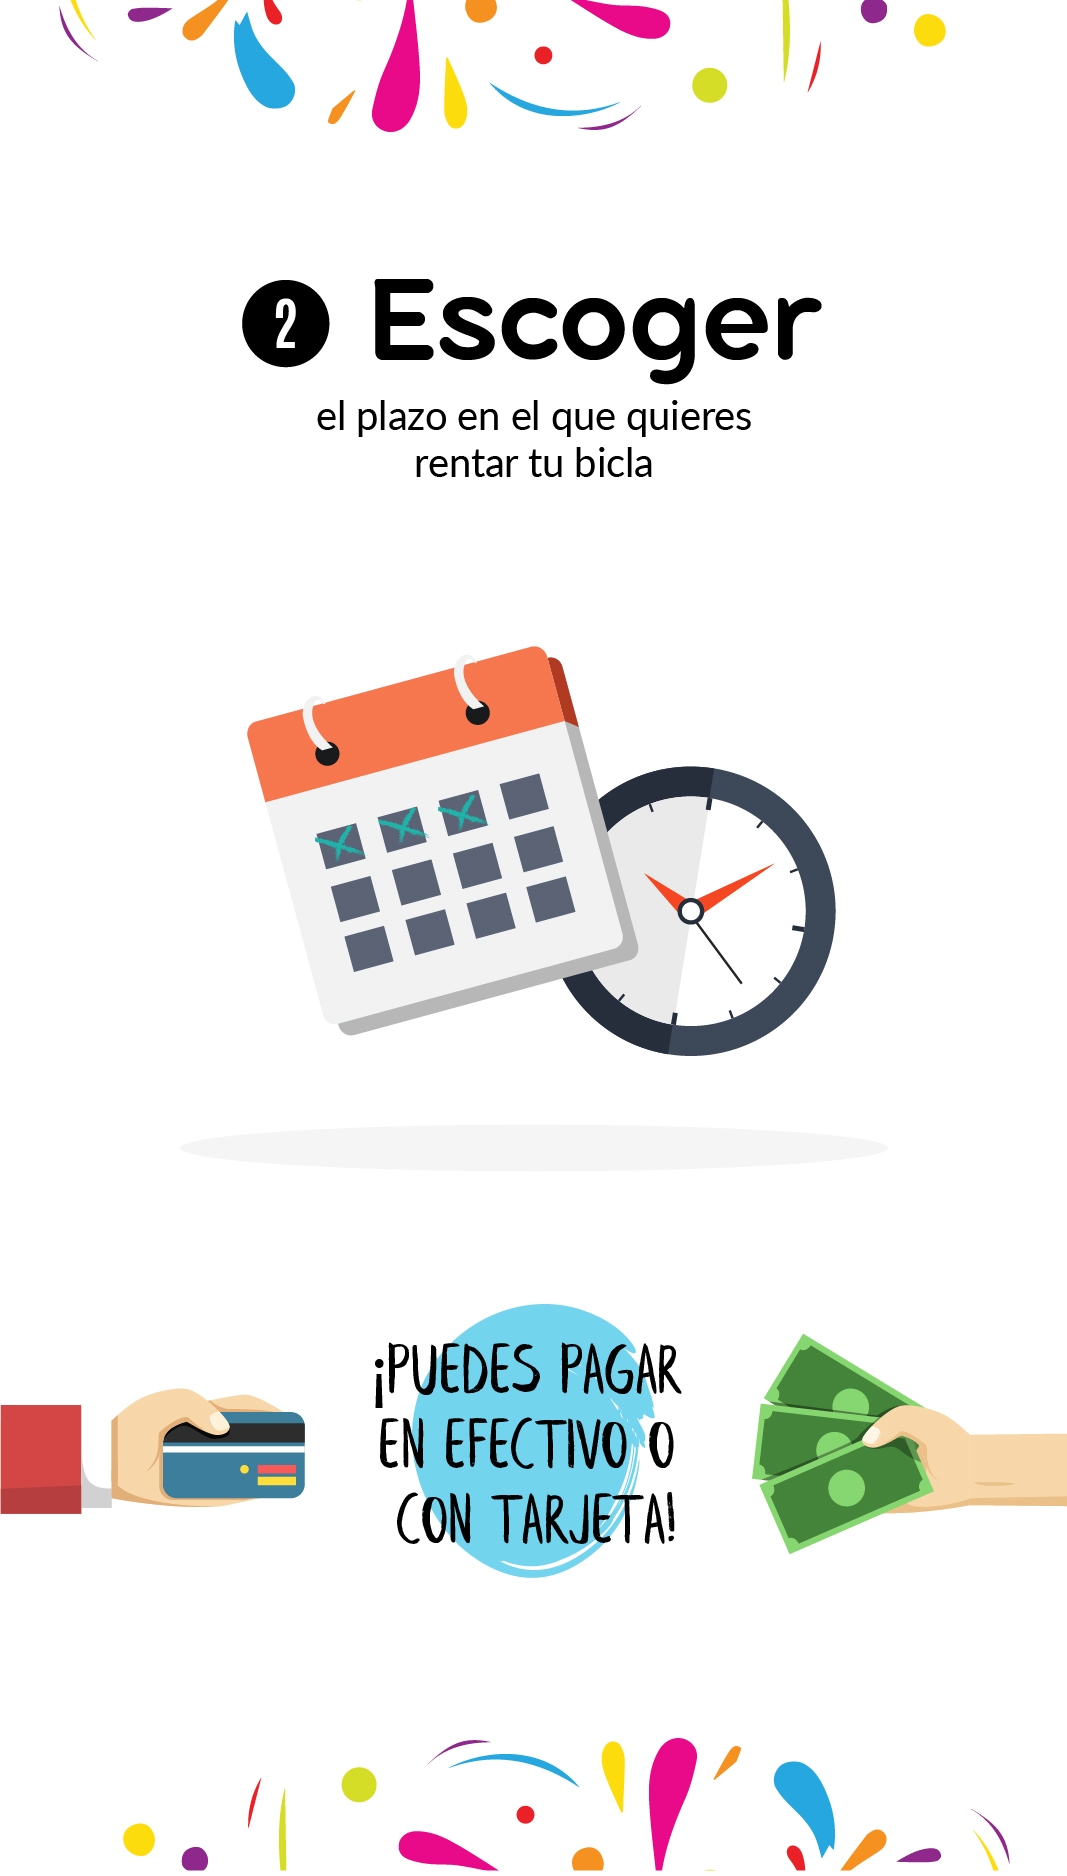 2 Escoger
el plazo en el que quieres
rentar tu bicla
¡PUEDES PAGAR
EN EFECTIVO O
CON TARJETA!